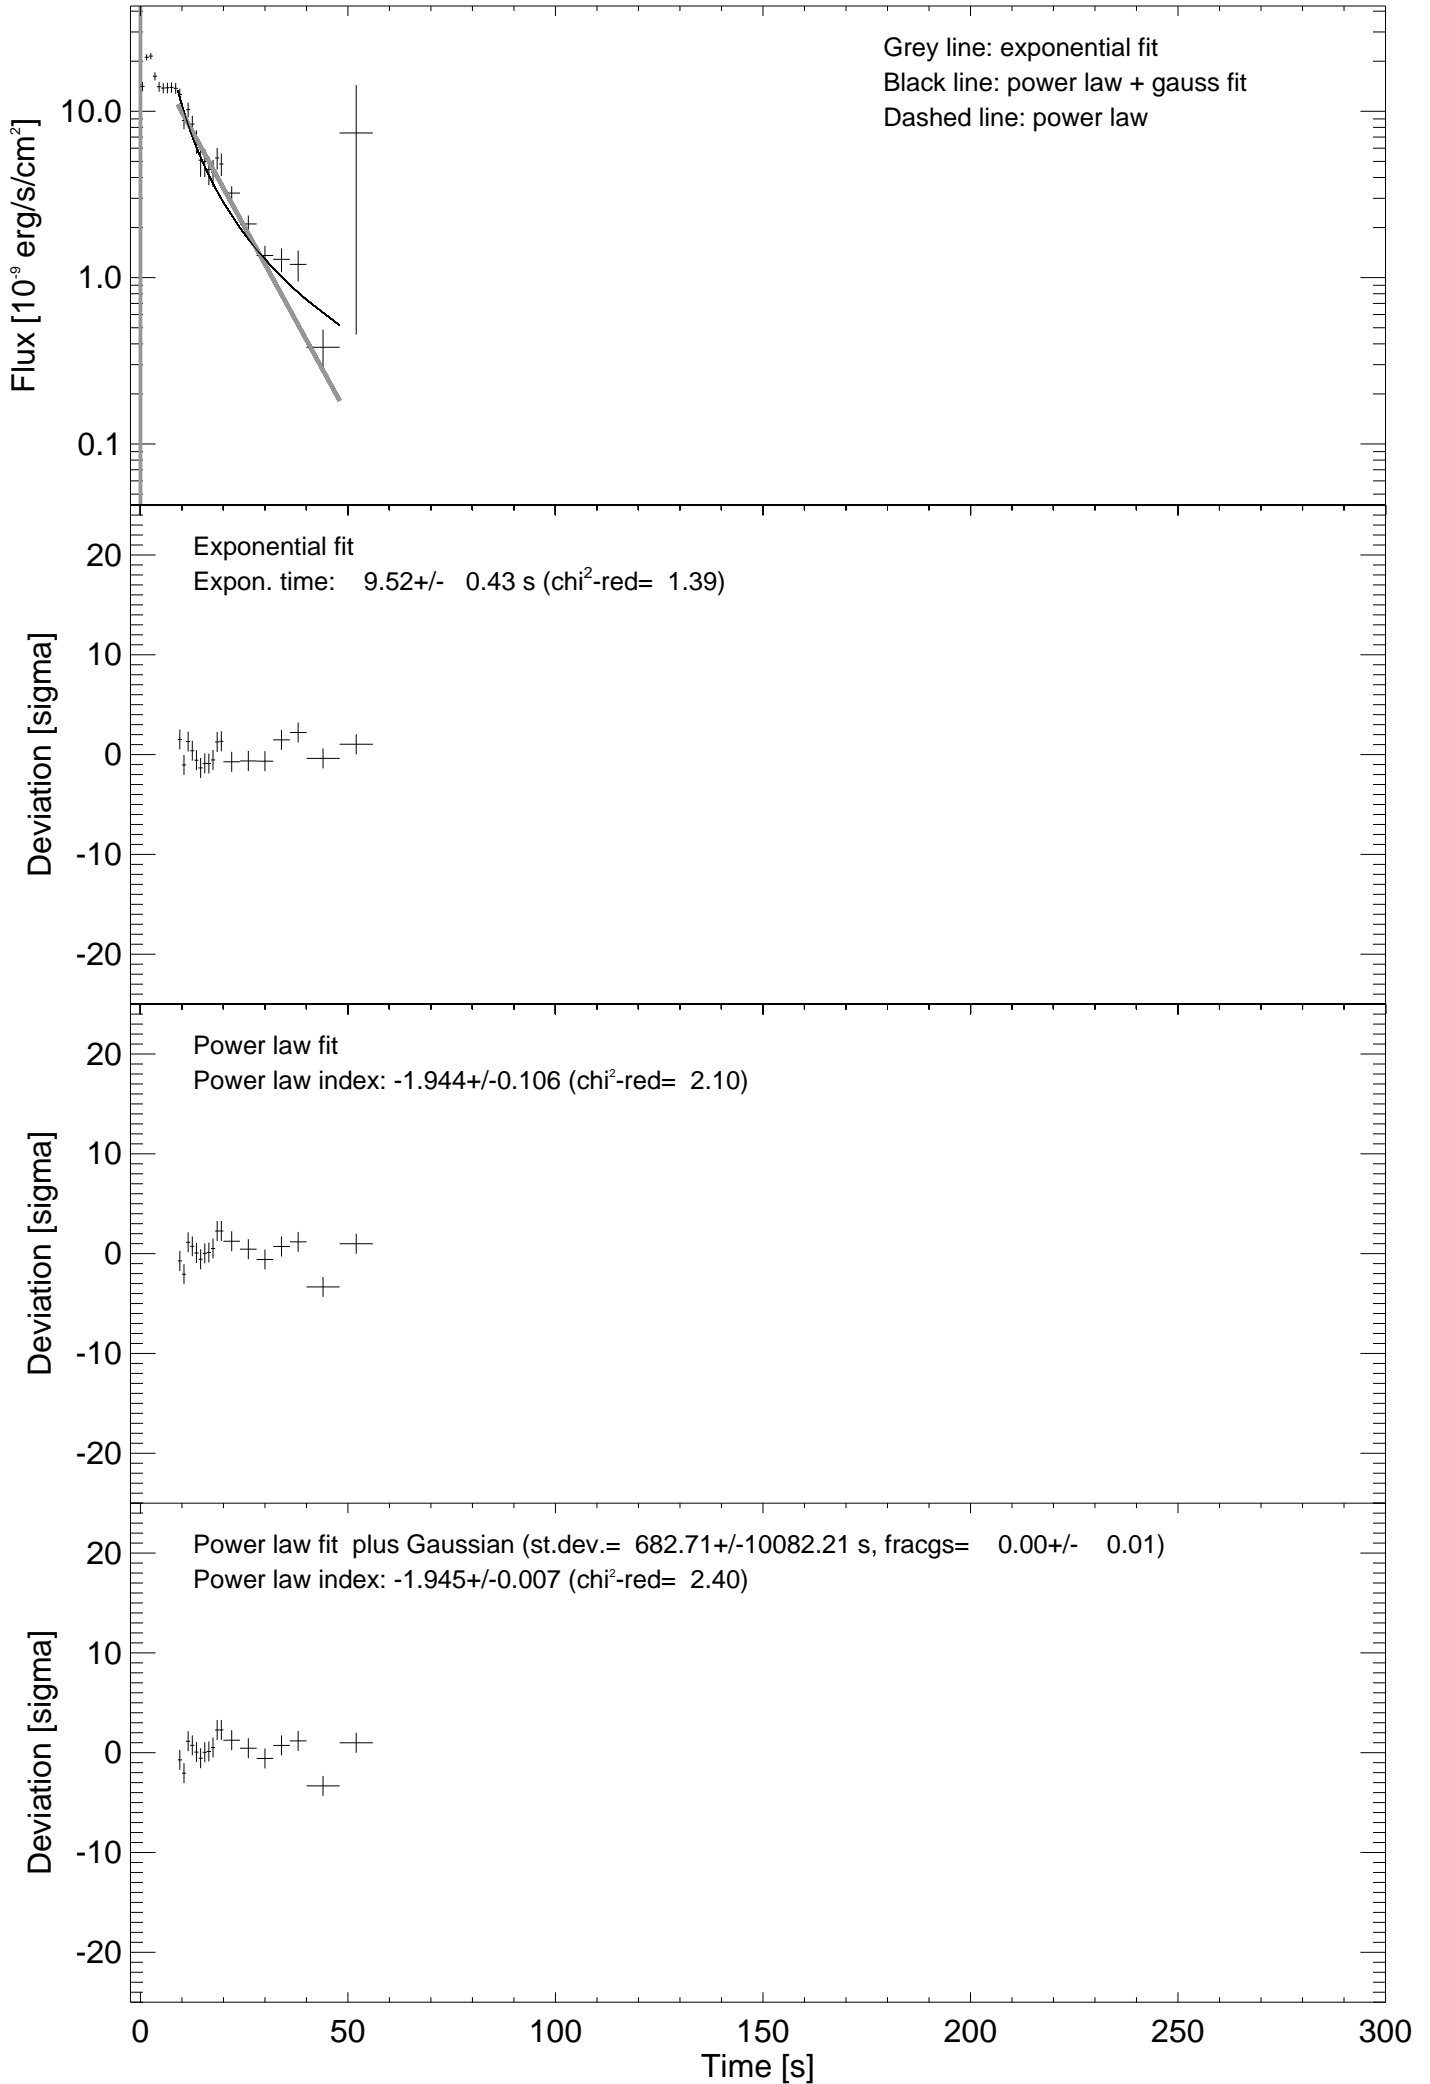 Grey line: exponential fit
Black line: power law + gauss fit
Dashed line: power law
10.0
1.0
0.1
Flux [10⁻⁹ erg/s/cm²]
Exponential fit
Expon. time: 9.52+/- 0.43 s (chi²-red= 1.39)
20
10
0
-10
-20
Deviation [sigma]
Power law fit
Power law index: -1.944+/-0.106 (chi²-red= 2.10)
20
10
0
-10
-20
Deviation [sigma]
Power law fit plus Gaussian (st.dev.= 682.71+/-10082.21 s, fracgs= 0.00+/- 0.01)
Power law index: -1.945+/-0.007 (chi²-red= 2.40)
20
10
0
-10
-20
Deviation [sigma]
0 50 100 150 200 250 300
Time [s]